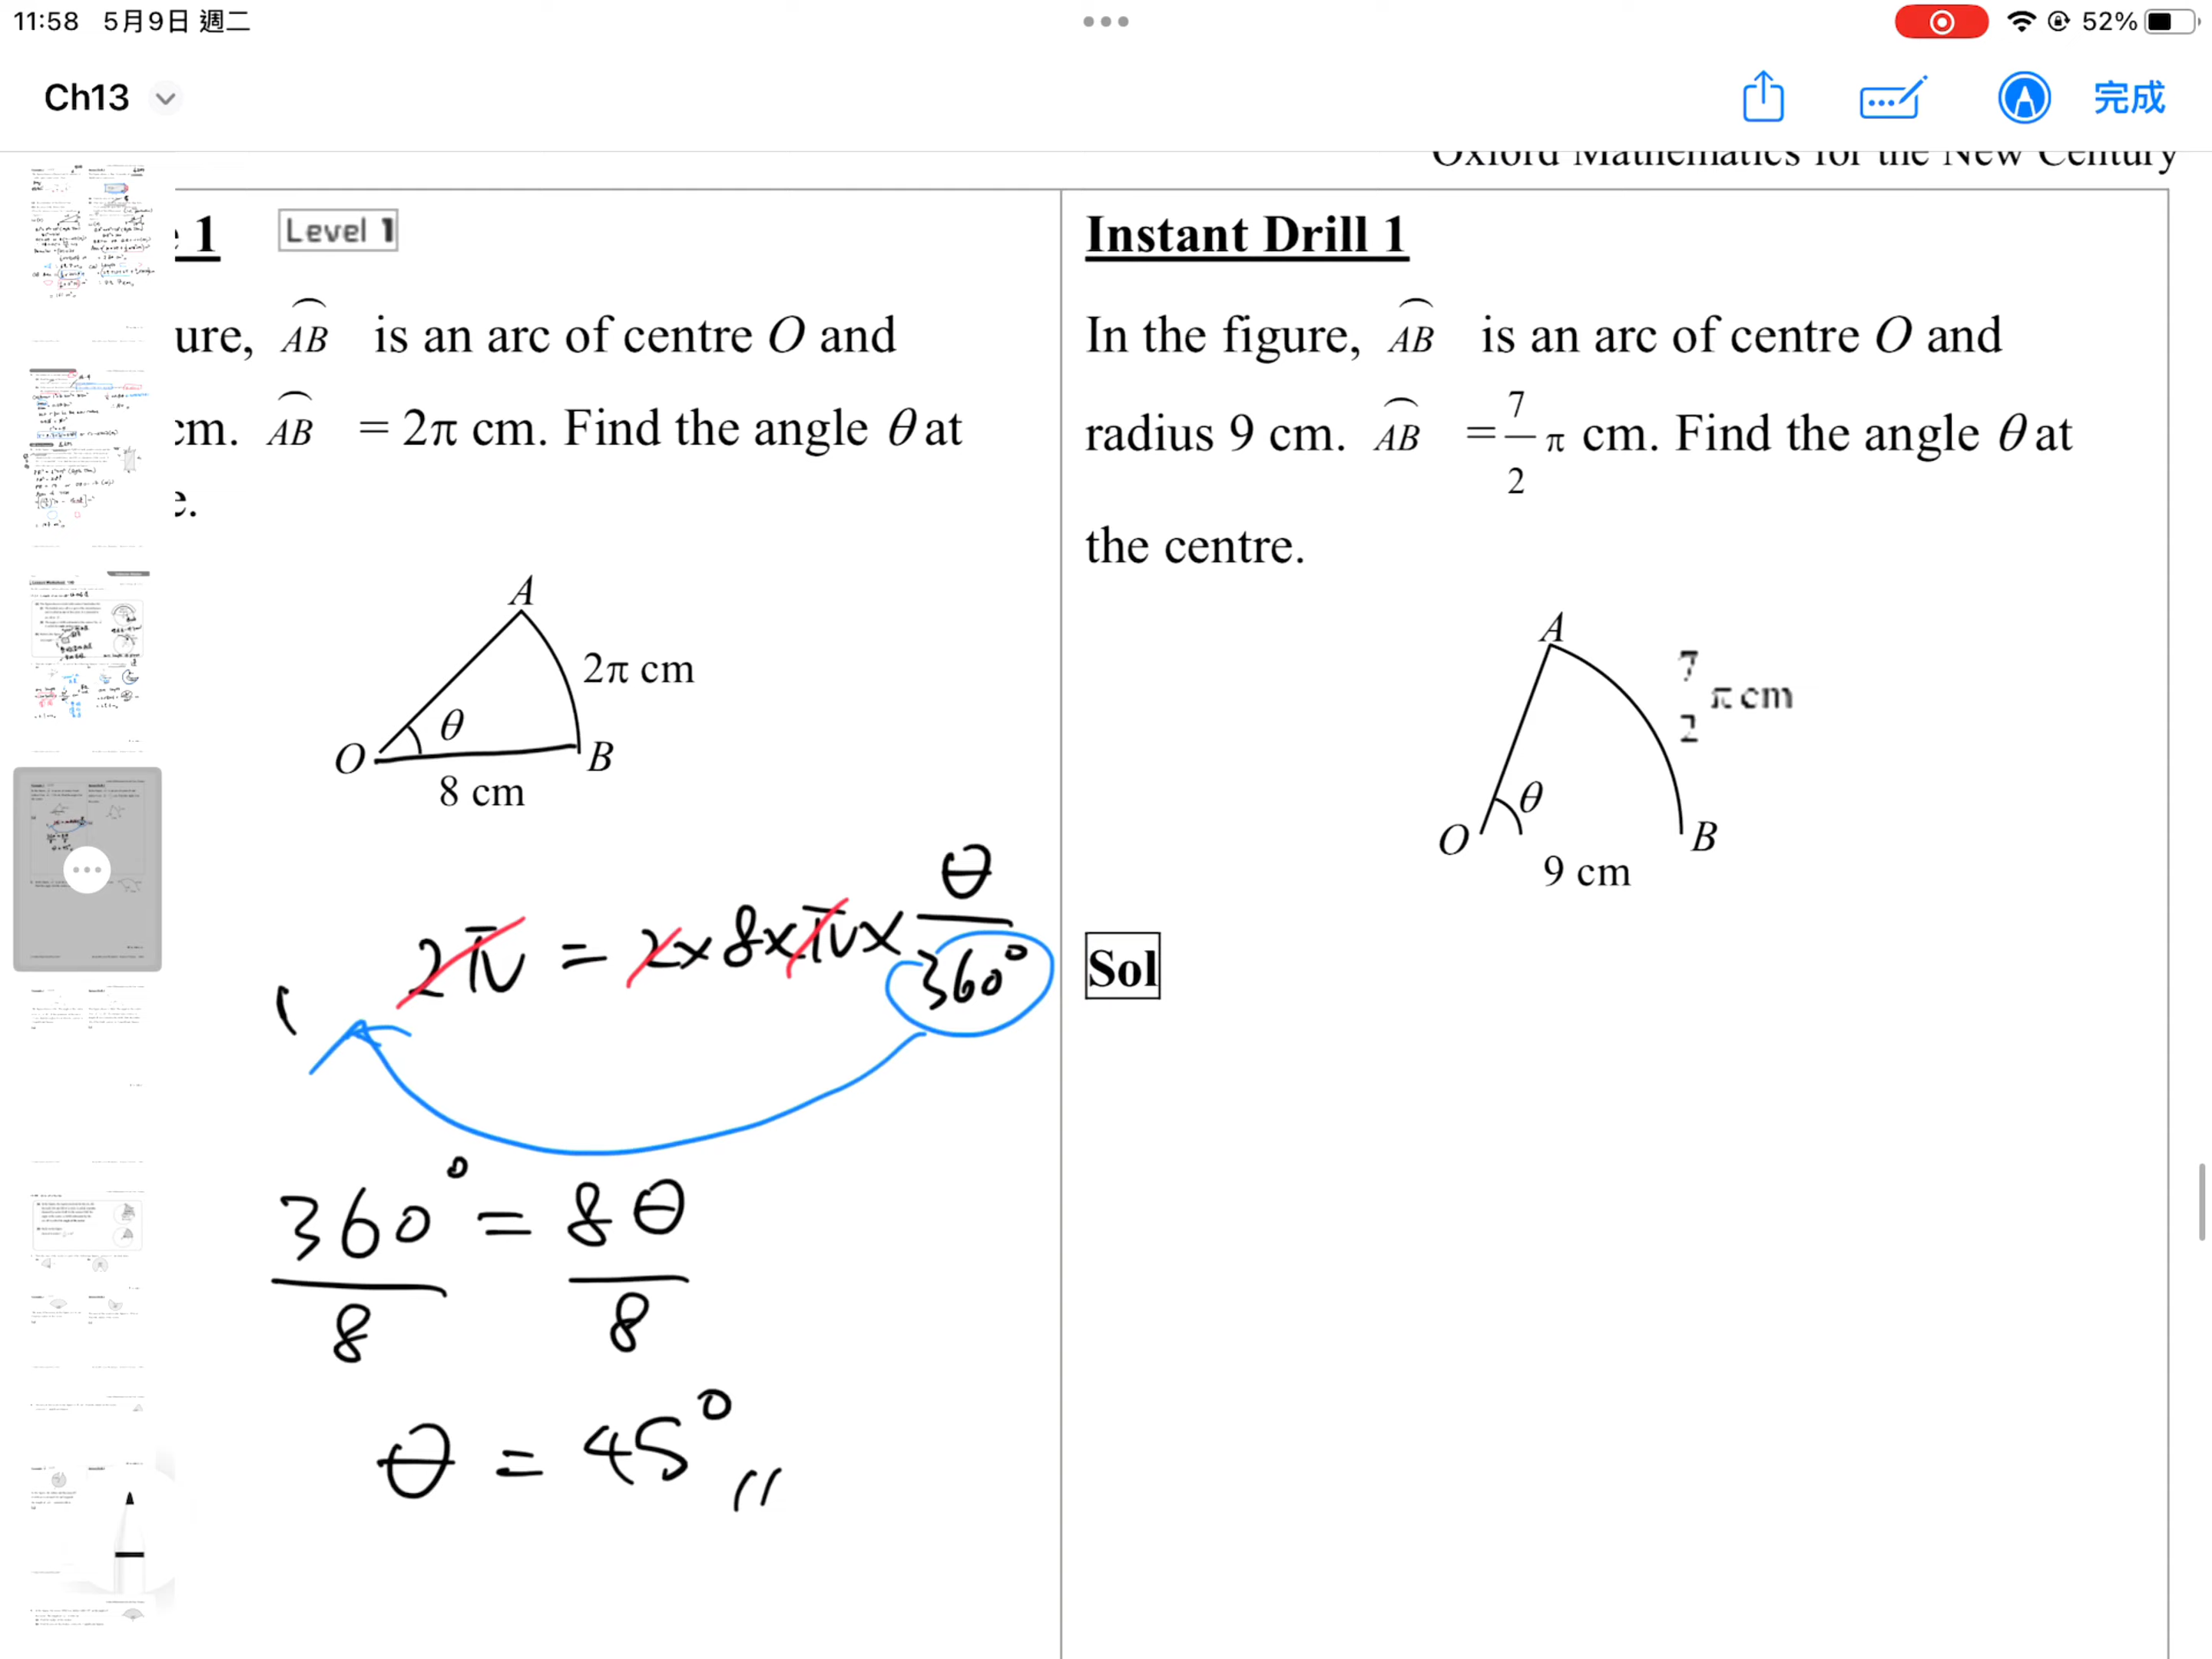 11:58 5月9日 週二
52%
Ch13
完成
Oxford Mathematics for the New Century
1 Level 1
ure, AB is an arc of centre O and
cm. AB = 2π cm. Find the angle θ at
e.
A
2π cm
θ
O
B
8 cm
2π = 2 x 8 x π x θ/360°
360°/8 = 8θ/8
θ = 45° //
Instant Drill 1
In the figure, AB is an arc of centre O and
radius 9 cm. AB = 7/2 π cm. Find the angle θ at
the centre.
A
7/2 π cm
θ
O
B
9 cm
Sol